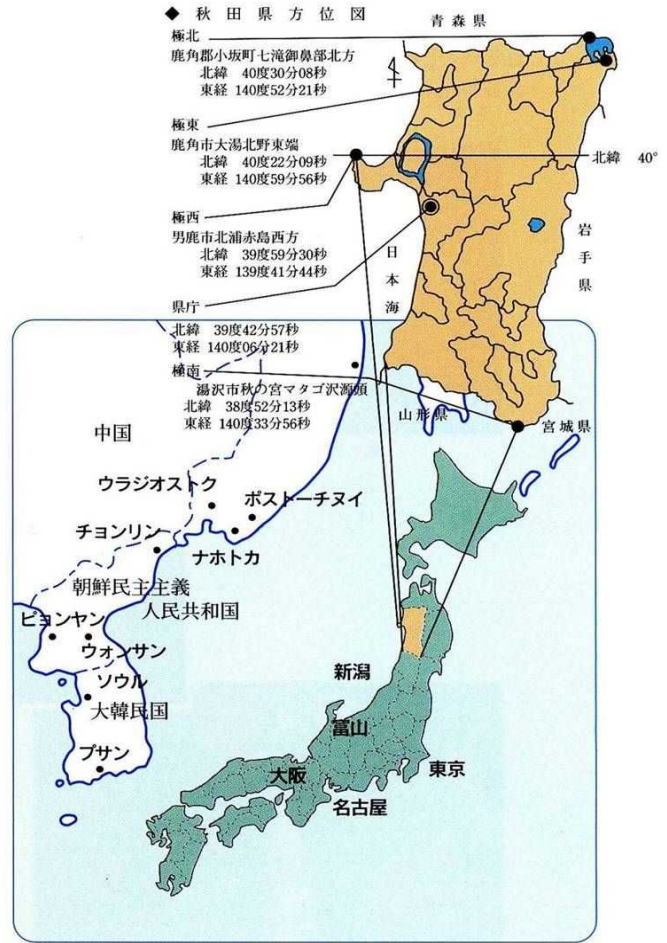 ◆ 秋田県方位図
青森県
極北
鹿角郡小坂町七滝御鼻部北方
北緯 40度30分08秒
東経 140度52分21秒
極東
鹿角市大湯北野東端
北緯 40度22分09秒
東経 140度59分56秒
北緯 40°
極西
男鹿市北浦赤島西方
北緯 39度59分30秒
東経 139度41分44秒
日本海
岩手県
県庁
北緯 39度42分57秒
東経 140度06分21秒
極南
湯沢市秋の宮マタゴ沢源頭
北緯 38度52分13秒
東経 140度33分56秒
山形県
宮城県
中国
ウラジオストク
ボストーチヌイ
チョンリン
ナホトカ
朝鮮民主主義
人民共和国
ピョンヤン
ウォンサン
ソウル
大韓民国
プサン
新潟
富山
大阪
東京
名古屋